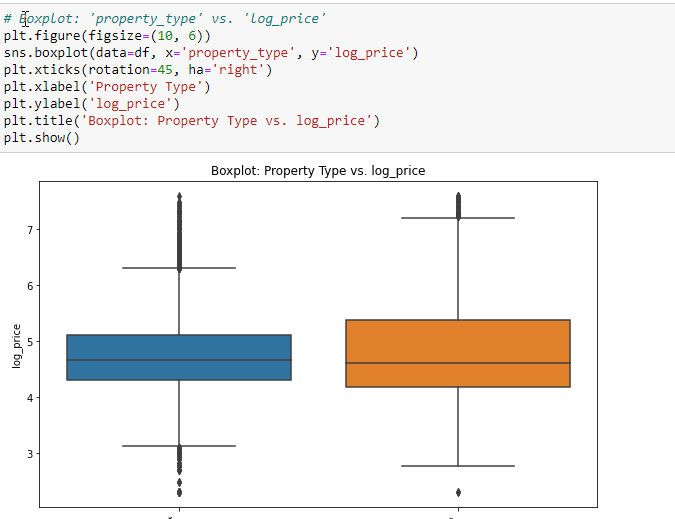 # Boxplot: 'property_type' vs. 'log_price'
plt.figure(figsize=(10, 6))
sns.boxplot(data=df, x='property_type', y='log_price')
plt.xticks(rotation=45, ha='right')
plt.xlabel('Property Type')
plt.ylabel('log_price')
plt.title('Boxplot: Property Type vs. log_price')
plt.show()
Boxplot: Property Type vs. log_price
7
6
5
4
3
log_price